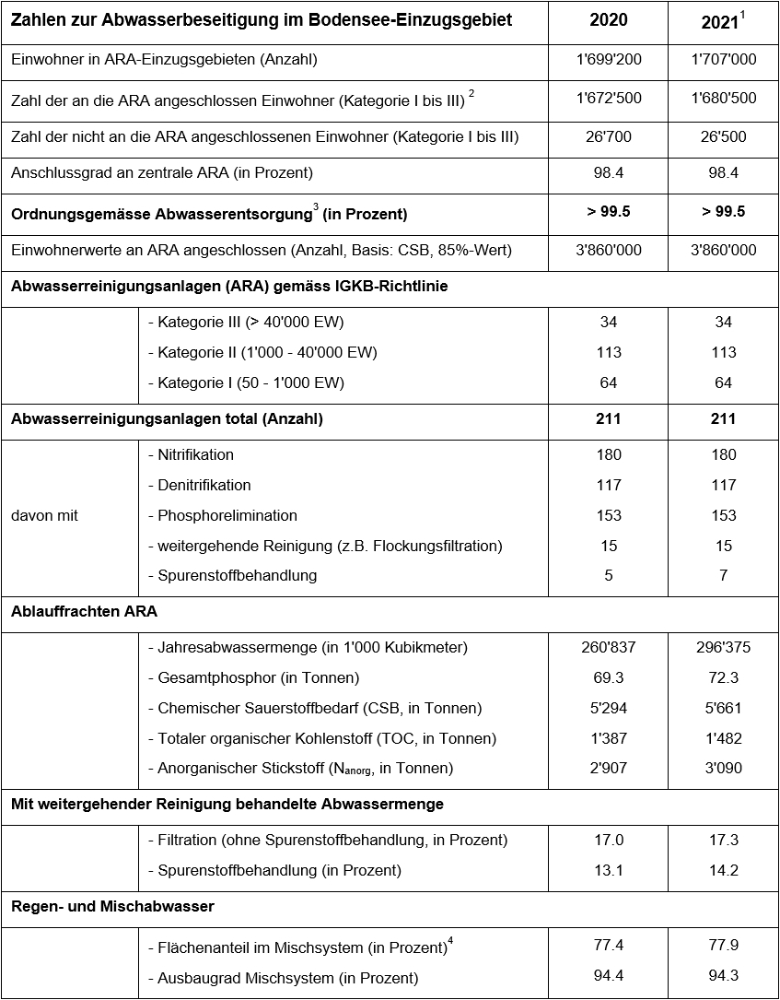 Zahlen zur Abwasserbeseitigung im Bodensee-Einzugsgebiet 2020 2021¹
Einwohner in ARA-Einzugsgebieten (Anzahl) 1'699'200 1'707'000
Zahl der an die ARA angeschlossen Einwohner (Kategorie I bis III) ² 1'672'500 1'680'500
Zahl der nicht an die ARA angeschlossenen Einwohner (Kategorie I bis III) 26'700 26'500
Anschlussgrad an zentrale ARA (in Prozent) 98.4 98.4
Ordnungsgemässe Abwasserentsorgung³ (in Prozent) > 99.5 > 99.5
Einwohnerwerte an ARA angeschlossen (Anzahl, Basis: CSB, 85%-Wert) 3'860'000 3'860'000
Abwasserreinigungsanlagen (ARA) gemäss IGKB-Richtlinie
- Kategorie III (> 40'000 EW) 34 34
- Kategorie II (1'000 - 40'000 EW) 113 113
- Kategorie I (50 - 1'000 EW) 64 64
Abwasserreinigungsanlagen total (Anzahl) 211 211
- Nitrifikation 180 180
- Denitrifikation 117 117
davon mit - Phosphorelimination 153 153
- weitergehende Reinigung (z.B. Flockungsfiltration) 15 15
- Spurenstoffbehandlung 5 7
Ablauffrachten ARA
- Jahresabwassermenge (in 1'000 Kubikmeter) 260'837 296'375
- Gesamtphosphor (in Tonnen) 69.3 72.3
- Chemischer Sauerstoffbedarf (CSB, in Tonnen) 5'294 5'661
- Totaler organischer Kohlenstoff (TOC, in Tonnen) 1'387 1'482
- Anorganischer Stickstoff (Nanorg, in Tonnen) 2'907 3'090
Mit weitergehender Reinigung behandelte Abwassermenge
- Filtration (ohne Spurenstoffbehandlung, in Prozent) 17.0 17.3
- Spurenstoffbehandlung (in Prozent) 13.1 14.2
Regen- und Mischabwasser
- Flächenanteil im Mischsystem (in Prozent)⁴ 77.4 77.9
- Ausbaugrad Mischsystem (in Prozent) 94.4 94.3